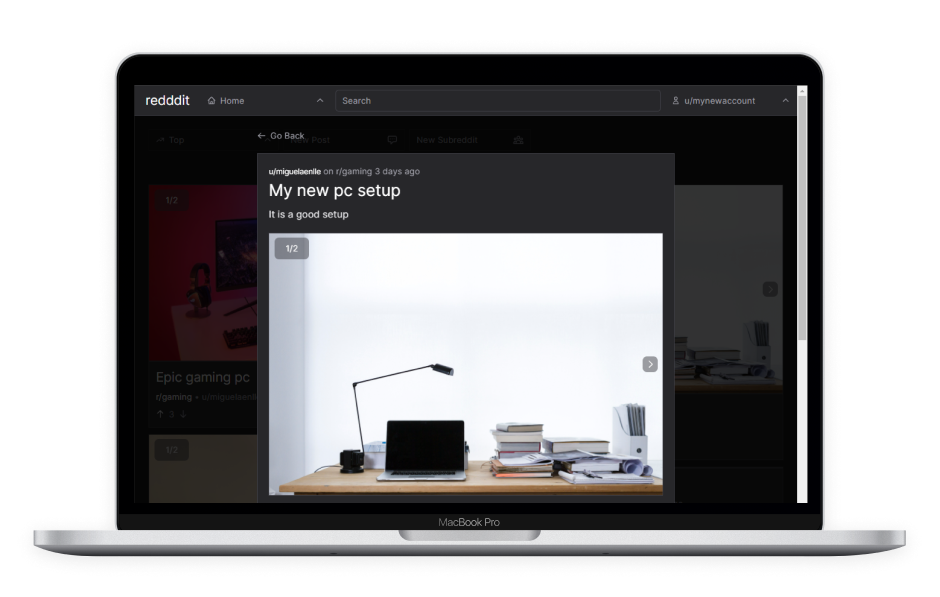 redddit Home Search u/mynewaccount
Top New Post New Subreddit
Go Back
u/miguelaenlle on r/gaming 3 days ago
My new pc setup
It is a good setup
1/2
1/2
Epic gaming pc
r/gaming • u/miguelaenlle
3
1/2
MacBook Pro